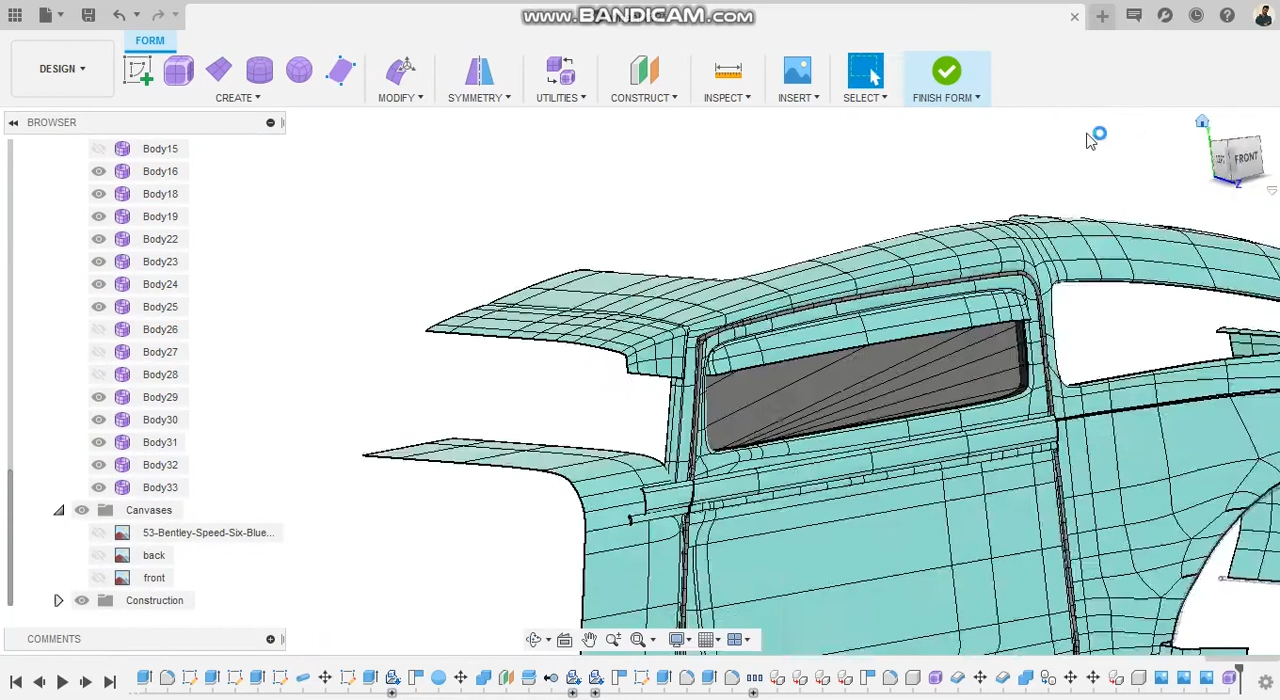 www.BANDICAM.com
FORM
DESIGN
CREATE
MODIFY
SYMMETRY
UTILITIES
CONSTRUCT
INSPECT
INSERT
SELECT
FINISH FORM
BROWSER
Body15
Body16
Body18
Body19
Body22
Body23
Body24
Body25
Body26
Body27
Body28
Body29
Body30
Body31
Body32
Body33
Canvases
53-Bentley-Speed-Six-Blue...
back
front
Construction
COMMENTS
FRONT
Z